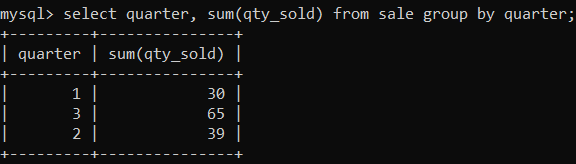 mysql> select quarter, sum(qty_sold) from sale group by quarter;
+---------+---------------+
| quarter | sum(qty_sold) |
+---------+---------------+
|       1 |            30 |
|       3 |            65 |
|       2 |            39 |
+---------+---------------+